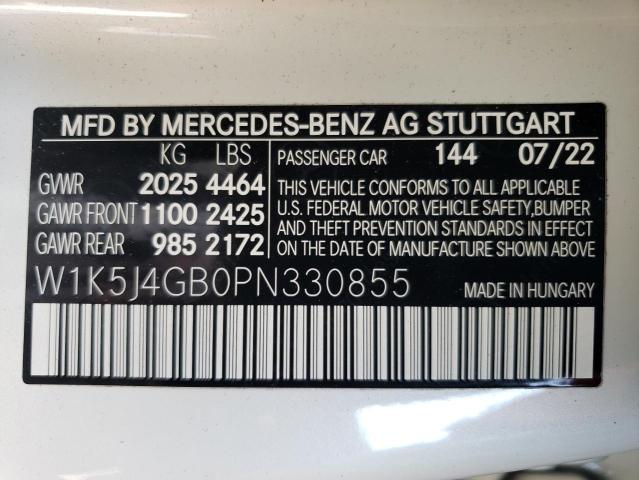 MFD BY MERCEDES-BENZ AG STUTTGART
KG LBS
GWWR 2025 4464
GAWR FRONT 1100 2425
GAWR REAR 985 2172
PASSENGER CAR 144 07/22
THIS VEHICLE CONFORMS TO ALL APPLICABLE
U.S. FEDERAL MOTOR VEHICLE SAFETY,BUMPER
AND THEFT PREVENTION STANDARDS IN EFFECT
ON THE DATE OF MANUFACTURE SHOWN ABOVE.
W1K5J4GB0PN330855 MADE IN HUNGARY